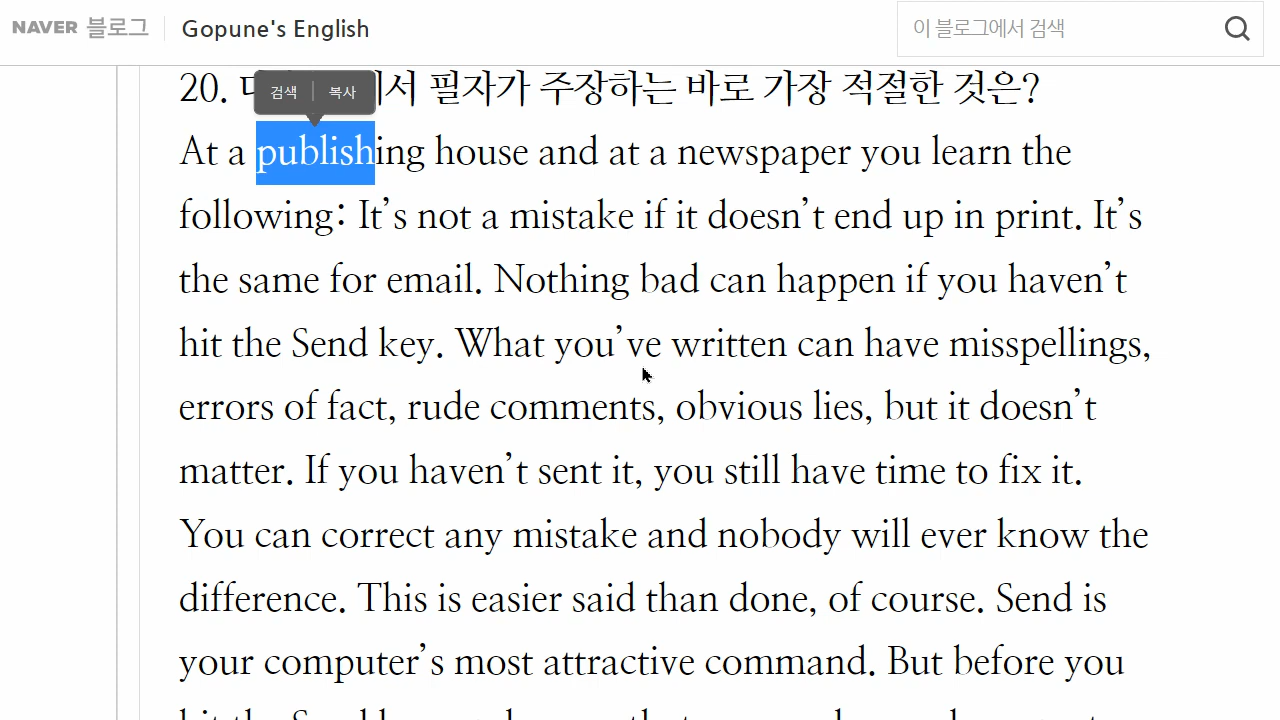 NAVER 블로그 Gopune's English 이 블로그에서 검색
검색 복사
20. 필자가 주장하는 바로 가장 적절한 것은?
At a publishing house and at a newspaper you learn the
following: It's not a mistake if it doesn't end up in print. It's
the same for email. Nothing bad can happen if you haven't
hit the Send key. What you've written can have misspellings,
errors of fact, rude comments, obvious lies, but it doesn't
matter. If you haven't sent it, you still have time to fix it.
You can correct any mistake and nobody will ever know the
difference. This is easier said than done, of course. Send is
your computer's most attractive command. But before you